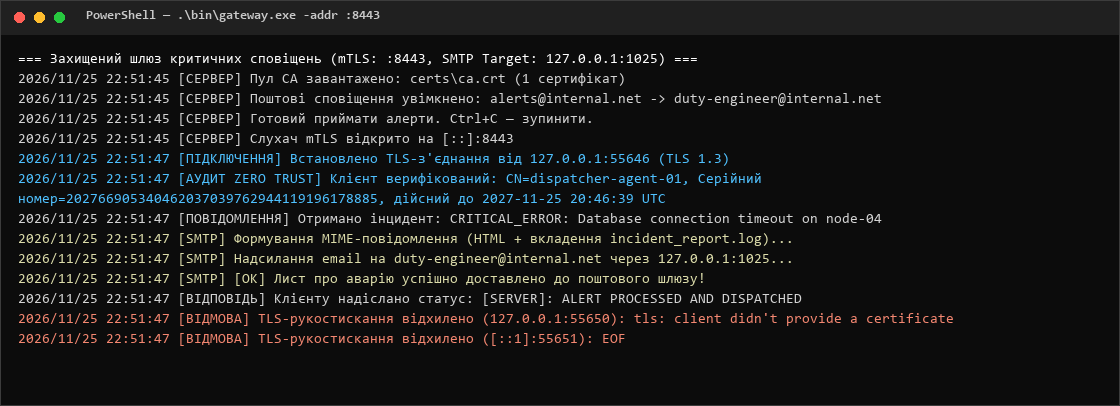 PowerShell — .\bin\gateway.exe -addr :8443
=== Захищений шлюз критичних сповіщень (mTLS: :8443, SMTP Target: 127.0.0.1:1025) ===
2026/11/25 22:51:45 [СЕРВЕР] Пул CA завантажено: certs\ca.crt (1 сертифікат)
2026/11/25 22:51:45 [СЕРВЕР] Поштові сповіщення увімкнено: alerts@internal.net -> duty-engineer@internal.net
2026/11/25 22:51:45 [СЕРВЕР] Готовий приймати алерти. Ctrl+C — зупинити.
2026/11/25 22:51:45 [СЕРВЕР] Слухач mTLS відкрито на [::]:8443
2026/11/25 22:51:47 [ПІДКЛЮЧЕННЯ] Встановлено TLS-з'єднання від 127.0.0.1:55646 (TLS 1.3)
2026/11/25 22:51:47 [АУДИТ ZERO TRUST] Клієнт верифікований: CN=dispatcher-agent-01, Серійний
номер=202766905340462037039762944119196178885, дійсний до 2027-11-25 20:46:39 UTC
2026/11/25 22:51:47 [ПОВІДОМЛЕННЯ] Отримано інцидент: CRITICAL_ERROR: Database connection timeout on node-04
2026/11/25 22:51:47 [SMTP] Формування MIME-повідомлення (HTML + вкладення incident_report.log)...
2026/11/25 22:51:47 [SMTP] Надсилання email на duty-engineer@internal.net через 127.0.0.1:1025...
2026/11/25 22:51:47 [SMTP] [OK] Лист про аварію успішно доставлено до поштового шлюзу!
2026/11/25 22:51:47 [ВІДПОВІДЬ] Клієнту надіслано статус: [SERVER]: ALERT PROCESSED AND DISPATCHED
2026/11/25 22:51:47 [ВІДМОВА] TLS-рукостискання відхилено (127.0.0.1:55650): tls: client didn't provide a certificate
2026/11/25 22:51:47 [ВІДМОВА] TLS-рукостискання відхилено ([::1]:55651): EOF